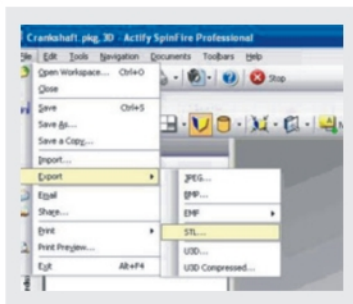 Crankshaft.pkg, 3D - Actify SpinFire Professional
File Edit Tools Navigation Documents Toolbars Help
Open Workspace... Ctrl+O
Close
Stop
Save Ctrl+S
Save As...
Save a Copy...
Import...
Export
JPEG...
BMP...
EMF
STL...
U3D...
U3D Compressed...
Email
Share...
Print
Print Preview...
Exit Alt+F4